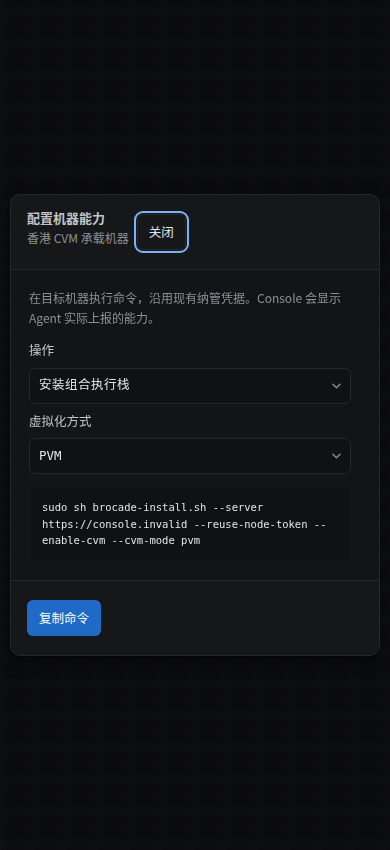 配置机器能力
香港 CVM 承载机器
关闭
在目标机器执行命令，沿用现有纳管凭据。Console 会显示
Agent 实际上报的能力。
操作
安装组合执行栈
虚拟化方式
PVM
sudo sh brocade-install.sh --server
https://console.invalid --reuse-node-token --
enable-cvm --cvm-mode pvm
复制命令